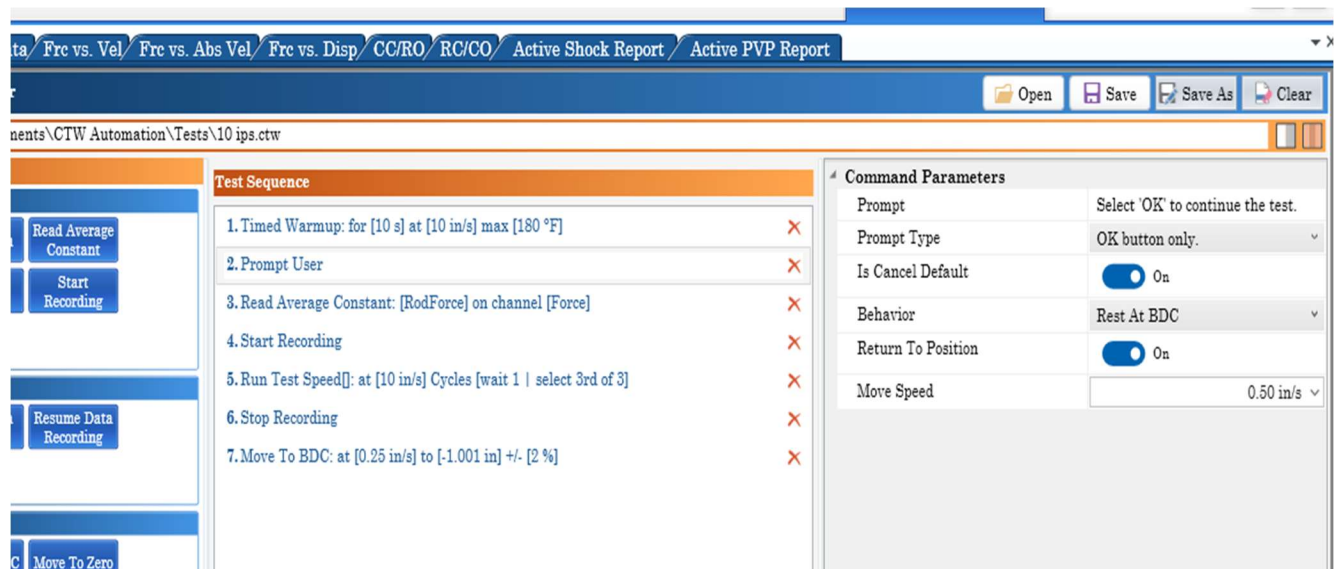 ta Frc vs. Vel Frc vs. Abs Vel Frc vs. Disp CC/RO RC/CO Active Shock Report Active PVP Report
Open Save Save As Clear
ments\CTW Automation\Tests\10 ips.ctw
Test Sequence
1. Timed Warmup: for [10 s] at [10 in/s] max [180 °F]
2. Prompt User
3. Read Average Constant: [RodForce] on channel [Force]
4. Start Recording
5. Run Test Speed[]: at [10 in/s] Cycles [wait 1 | select 3rd of 3]
6. Stop Recording
7. Move To BDC: at [0.25 in/s] to [-1.001 in] +/- [2 %]
Read Average
Constant
Start
Recording
Resume Data
Recording
C Move To Zero
Command Parameters
Prompt Select 'OK' to continue the test.
Prompt Type OK button only.
Is Cancel Default On
Behavior Rest At BDC
Return To Position On
Move Speed 0.50 in/s